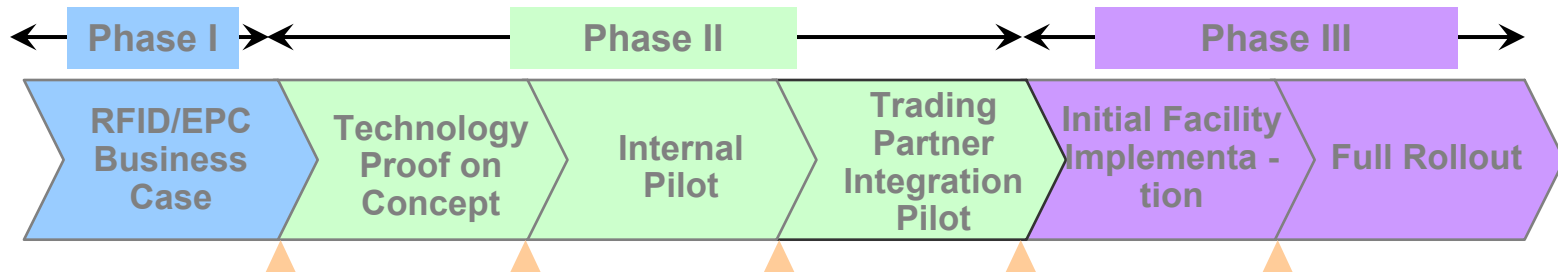 Phase I
Phase II
Phase III
RFID/EPC
Business
Case
Technology
Proof on
Concept
Internal
Pilot
Trading
Partner
Integration
Pilot
Initial Facility
Implementa -
tion
Full Rollout